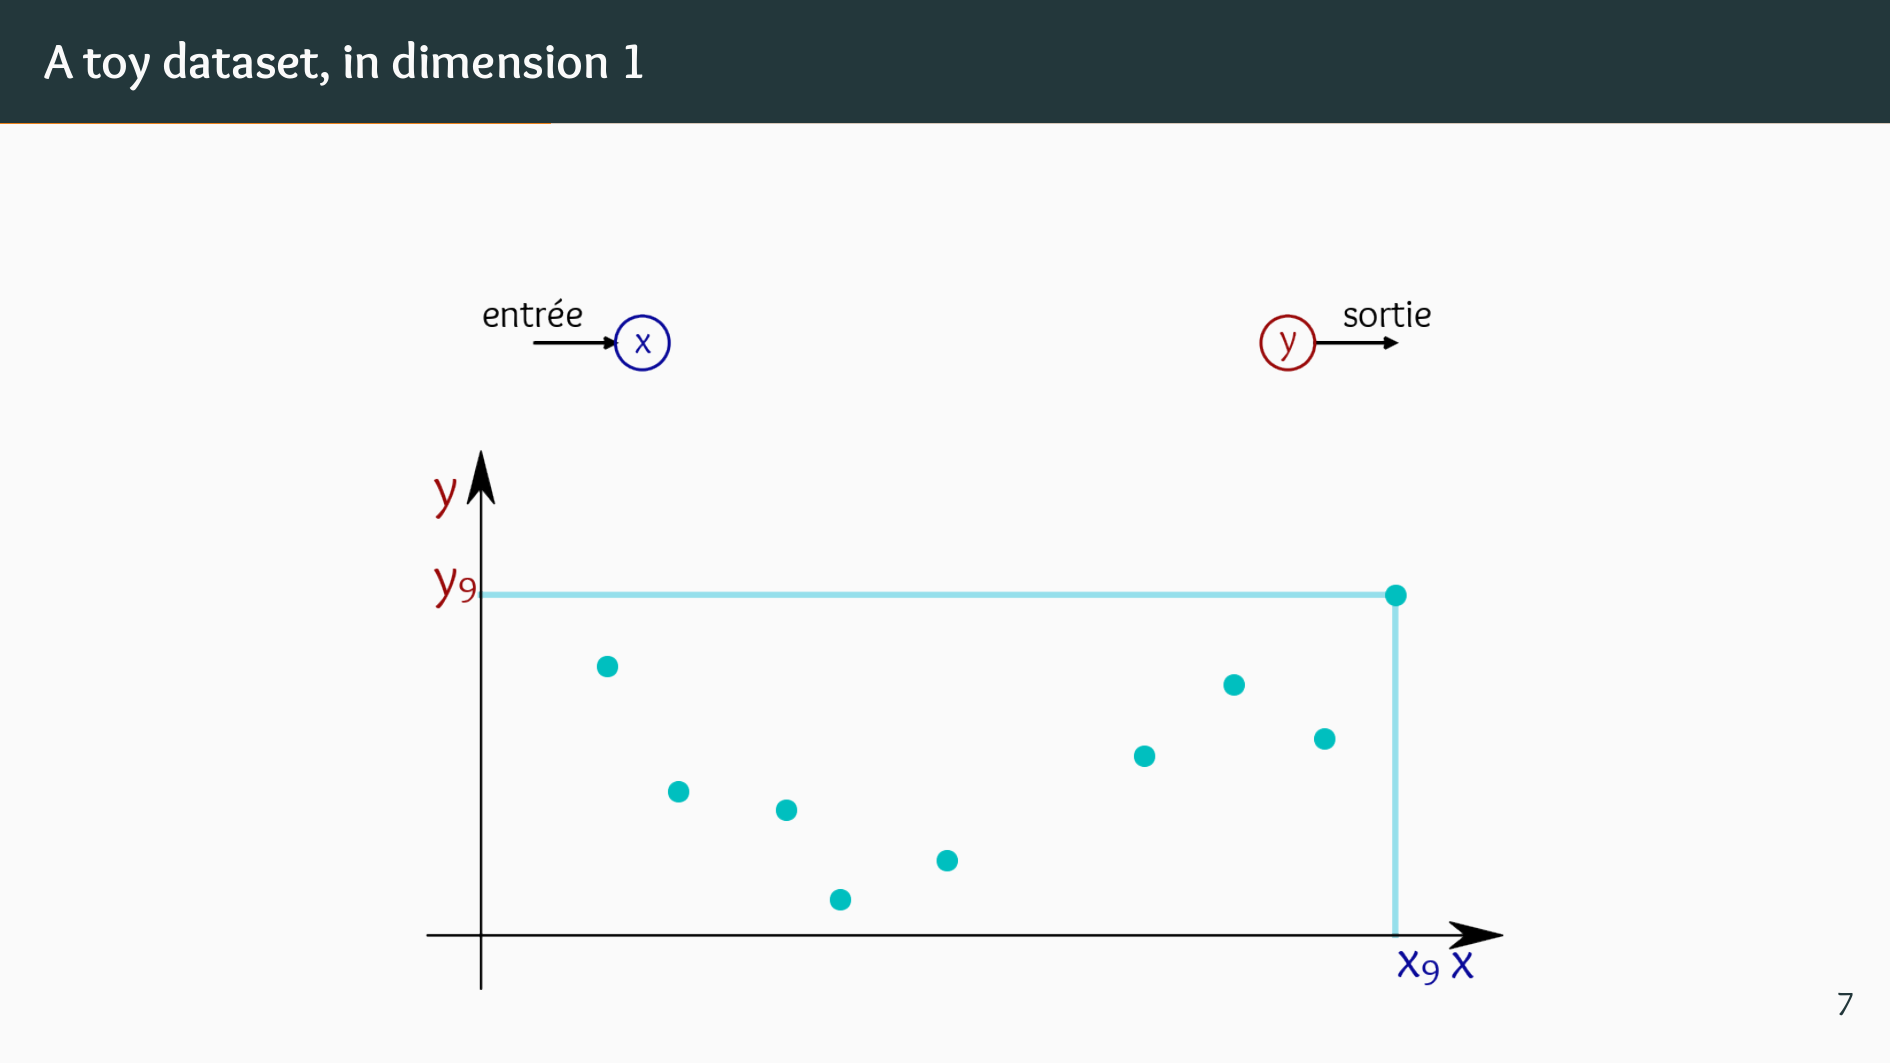 A toy dataset, in dimension 1
entrée
x
y
sortie
y
y₉
x₉ x
7